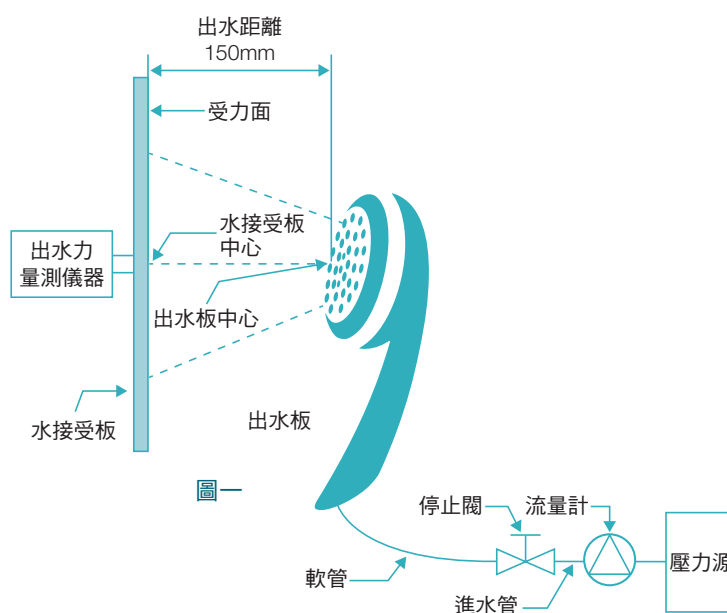 出水距離
150mm
受力面
水接受板
中心
出水力
量測儀器
出水板中心
水接受板
出水板
圖一
停止閥
流量計
軟管
進水管
壓力源